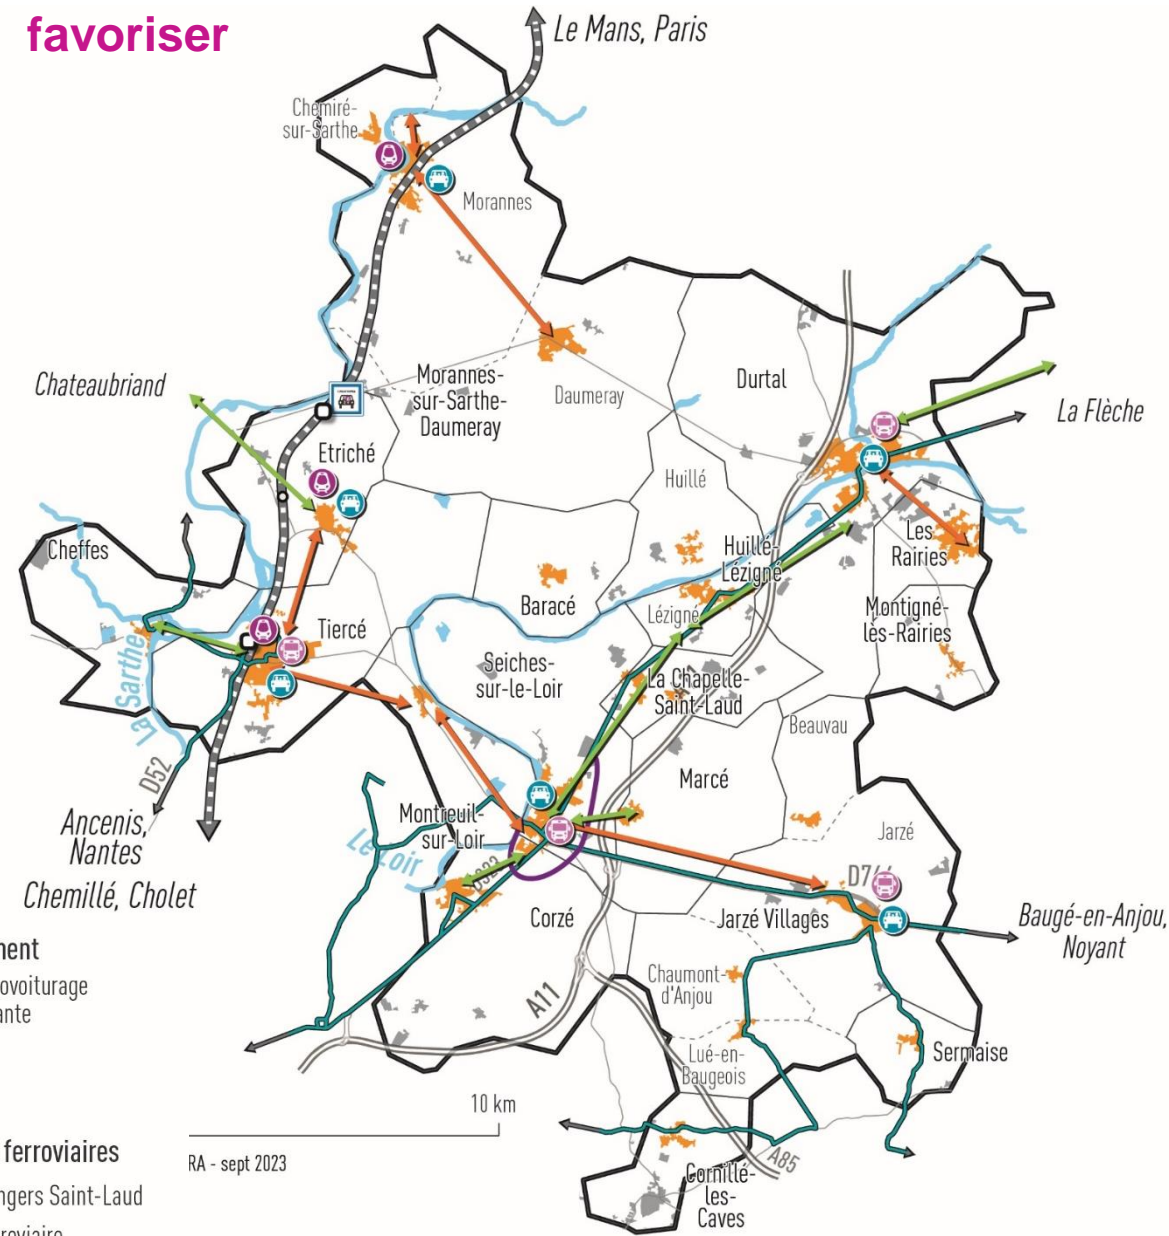 favoriser
Le Mans, Paris
Chemiré-
sur-Sarthe
Morannes
Chateaubriand
Morannes-
sur-Sarthe-
Daumeray
Daumeray
Durtal
La Flèche
Etriché
Huillé
Les
Rairies
Cheffes
Huillé-
Lézigné
Baracé
Lézigné
Montigné-
lès-Rairies
Tiercé
La Sarthe
Seiches-
sur-le-Loir
La Chapelle-
Saint-Laud
Beauvau
Marcé
D52
Ancenis,
Nantes
Montreuil-
sur-Loir
Le Loir
Jarzé
Chemillé, Cholet
D323
Corzé
Jarzé Villages
Baugé-en-Anjou,
Noyant
nent
ovoiturage
ante
Chaumont-
d'Anjou
A11
Lué-en-
Baugeois
Sermaise
10 km
ferroviaires
RA - sept 2023
A85
ngers Saint-Laud
Cornillé-
les-
Caves